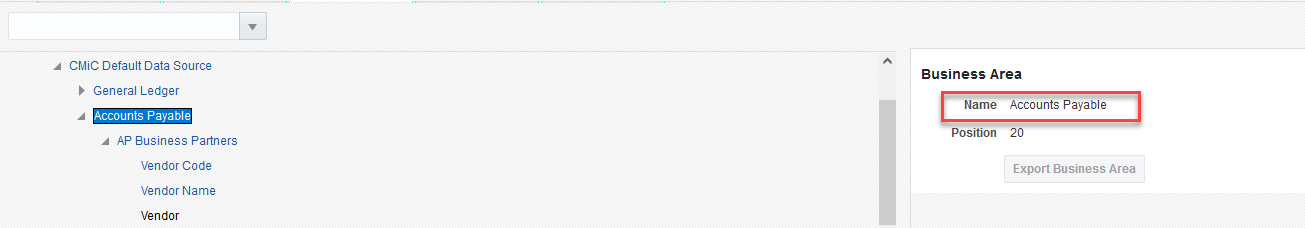 CMiC Default Data Source
General Ledger
Accounts Payable
AP Business Partners
Vendor Code
Vendor Name
Vendor
Business Area
Name Accounts Payable
Position 20
Export Business Area